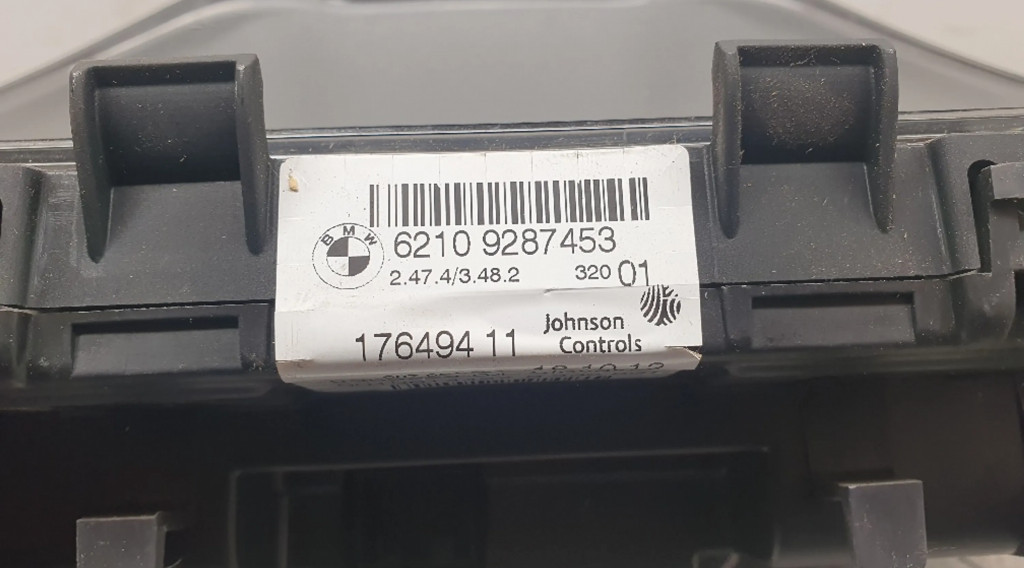 BMW
6210 9287453
2.47.4/3.48.2 320 01
176494 11
Johnson
Controls